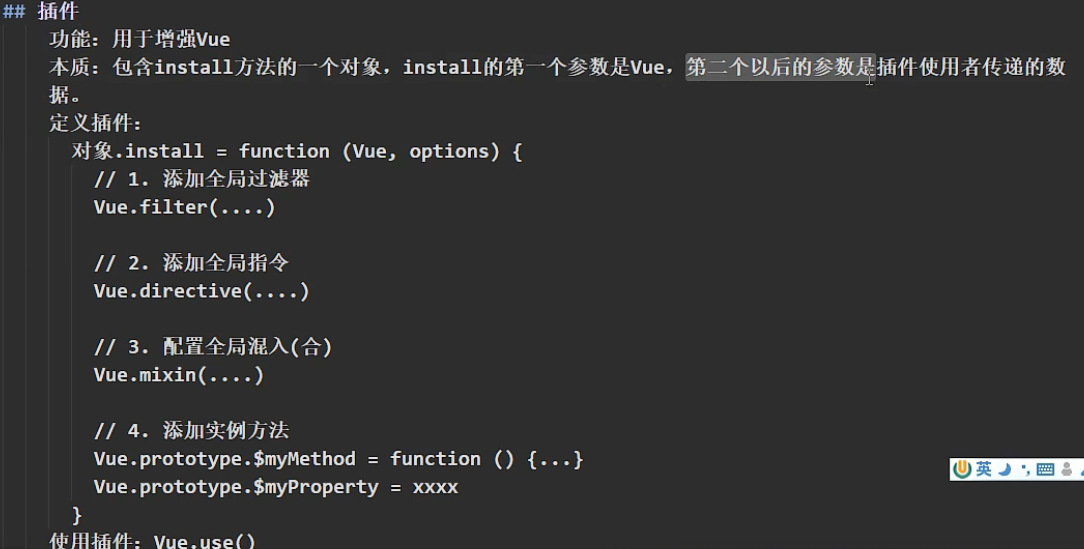 ## 插件
功能：用于增强Vue
本质：包含install方法的一个对象，install的第一个参数是Vue，第二个以后的参数是插件使用者传递的数
据。
定义插件：
对象.install = function (Vue, options) {
// 1. 添加全局过滤器
Vue.filter(....)
// 2. 添加全局指令
Vue.directive(....)
// 3. 配置全局混入(合)
Vue.mixin(....)
// 4. 添加实例方法
Vue.prototype.$myMethod = function () {...}
Vue.prototype.$myProperty = xxxx
英
}
使用插件：Vue.use()